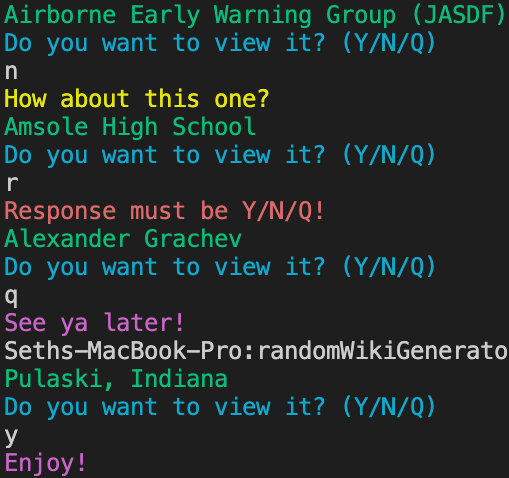 Airborne Early Warning Group (JASDF)
Do you want to view it? (Y/N/Q)
n
How about this one?
Amsole High School
Do you want to view it? (Y/N/Q)
r
Response must be Y/N/Q!
Alexander Grachev
Do you want to view it? (Y/N/Q)
q
See ya later!
Seths-MacBook-Pro:randomWikiGenerato
Pulaski, Indiana
Do you want to view it? (Y/N/Q)
y
Enjoy!